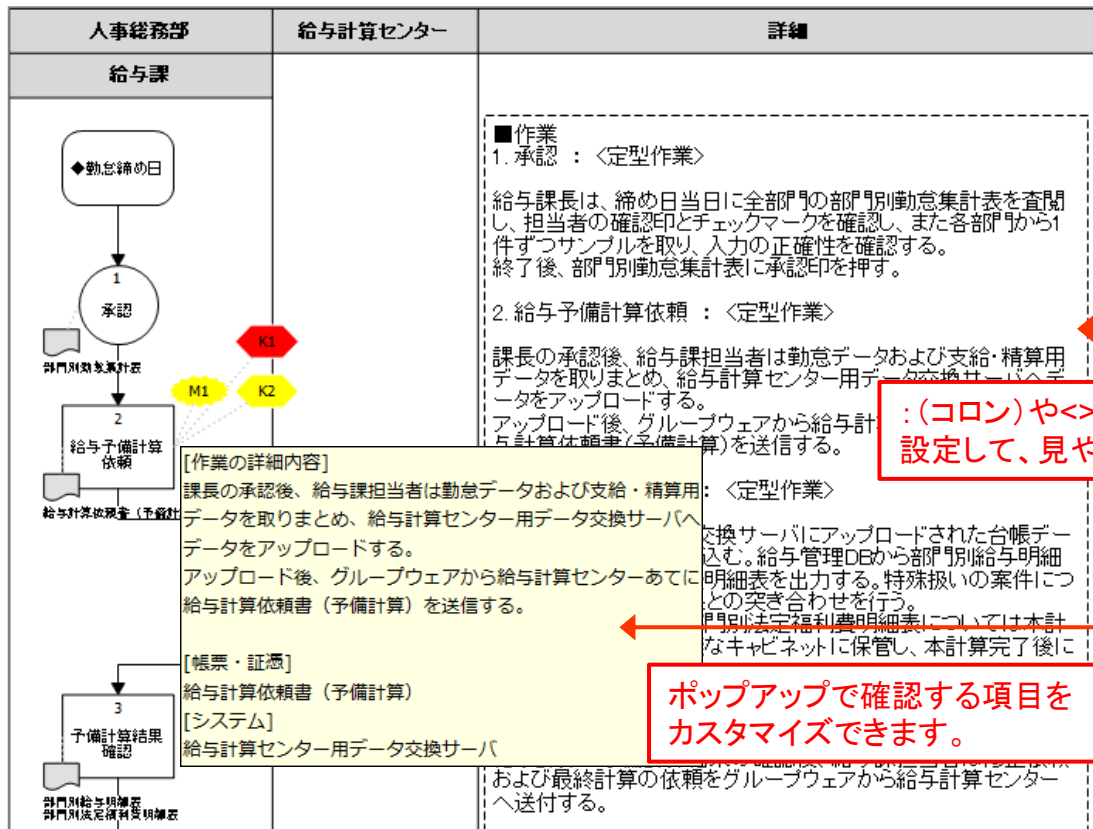 人事総務部
給与計算センター
詳細
給与課
◆勤怠締め日
1
承認
部門別勤怠集計表
K1
M1
K2
2
給与予備計算
依頼
給与計算依頼書(予備計
3
予備計算結果
確認
部門別給与明細表
部門別法定福利費明細表
■作業
1. 承認 : <定型作業>
給与課長は、締め日当日に全部門の部門別勤怠集計表を査閲
し、担当者の確認印とチェックマークを確認し、また各部門から1
件ずつサンプルを取り、入力の正確性を確認する。
終了後、部門別勤怠集計表に承認印を押す。
2. 給与予備計算依頼 : <定型作業>
課長の承認後、給与課担当者は勤怠データおよび支給・精算用
データを取りまとめ、給与計算センター用データ交換サーバへデ
ータをアップロードする。
アップロード後、グループウェアから給与計
与計算依頼書(予備計算)を送信する。
: <定型作業>
交換サーバにアップロードされた台帳デー
込む。給与管理DBから部門別給与明細
明細表を出力する。特殊扱いの案件につ
との突き合わせを行う。
門別法定福利費明細表については本計
なキャビネットに保管し、本計算完了後に
および最終計算の依頼をグループウェアから給与計算センター
へ送付する。
:(コロン)や<>
設定して、見や
[作業の詳細内容]
課長の承認後、給与課担当者は勤怠データおよび支給・精算用
データを取りまとめ、給与計算センター用データ交換サーバへ
データをアップロードする。
アップロード後、グループウェアから給与計算センターあてに
給与計算依頼書(予備計算)を送信する。
[帳票・証憑]
給与計算依頼書(予備計算)
[システム]
給与計算センター用データ交換サーバ
ポップアップで確認する項目を
カスタマイズできます。